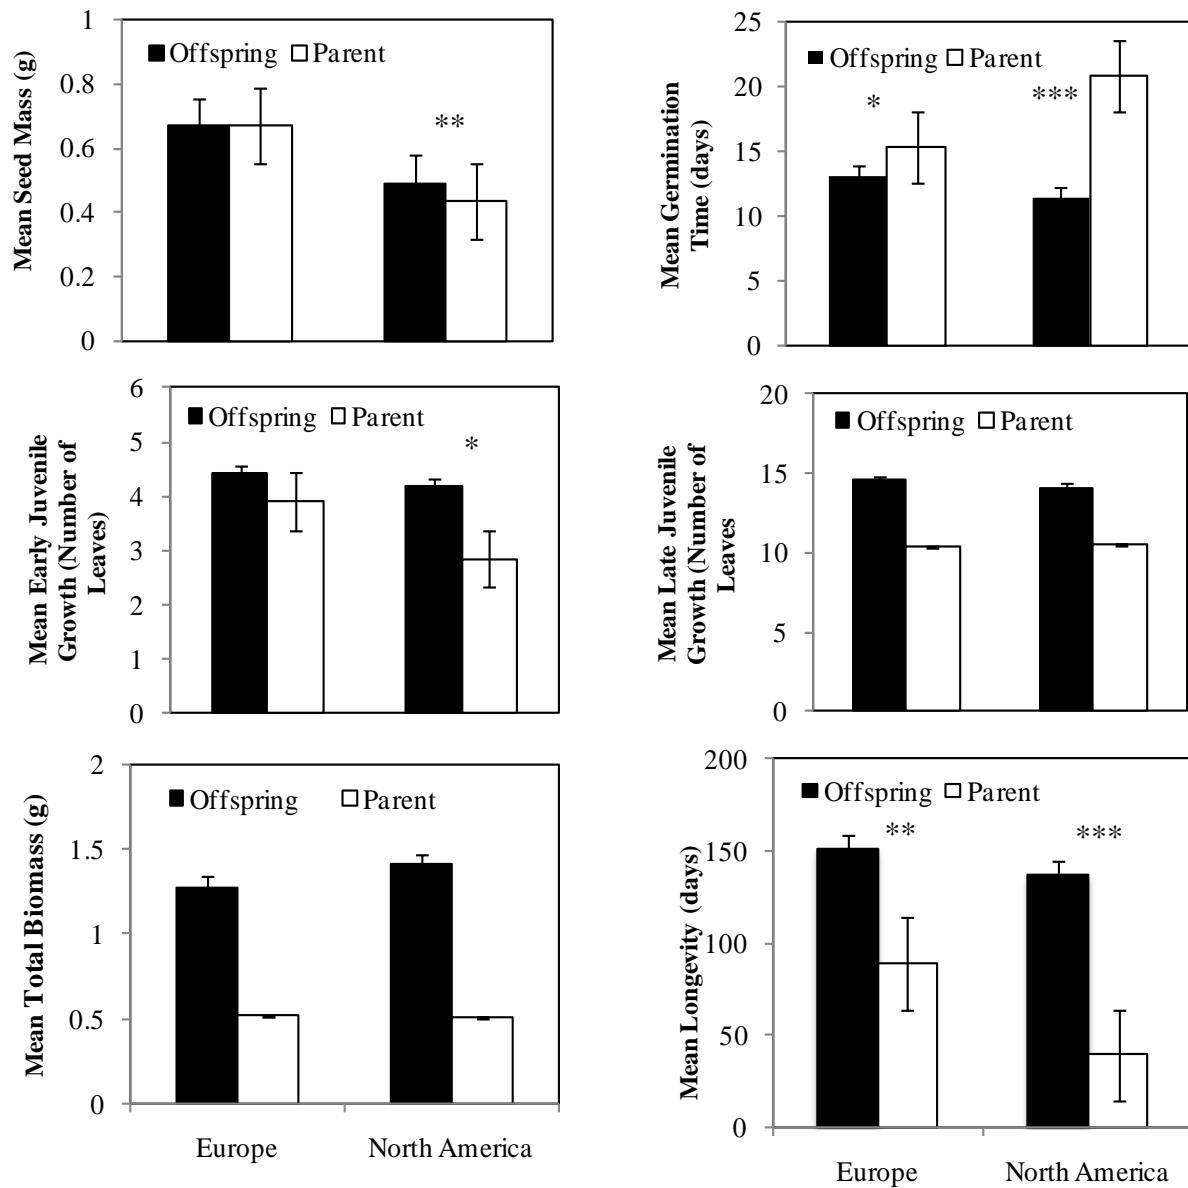 Mean Seed Mass (g)
1
0.8
0.6
0.4
0.2
0
Offspring Parent
**
Mean Germination
Time (days)
25
20
15
10
5
0
Offspring Parent
*
***
Mean Early Juvenile
Growth (Number of
Leaves)
6
5
4
3
2
1
0
Offspring Parent
*
Mean Late Juvenile
Growth (Number of
Leaves
20
15
10
5
0
Offspring Parent
Mean Total Biomass (g)
2
1.5
1
0.5
0
Offspring Parent
Europe North America
Mean Longevity (days)
200
150
100
50
0
Offspring Parent
**
***
Europe North America